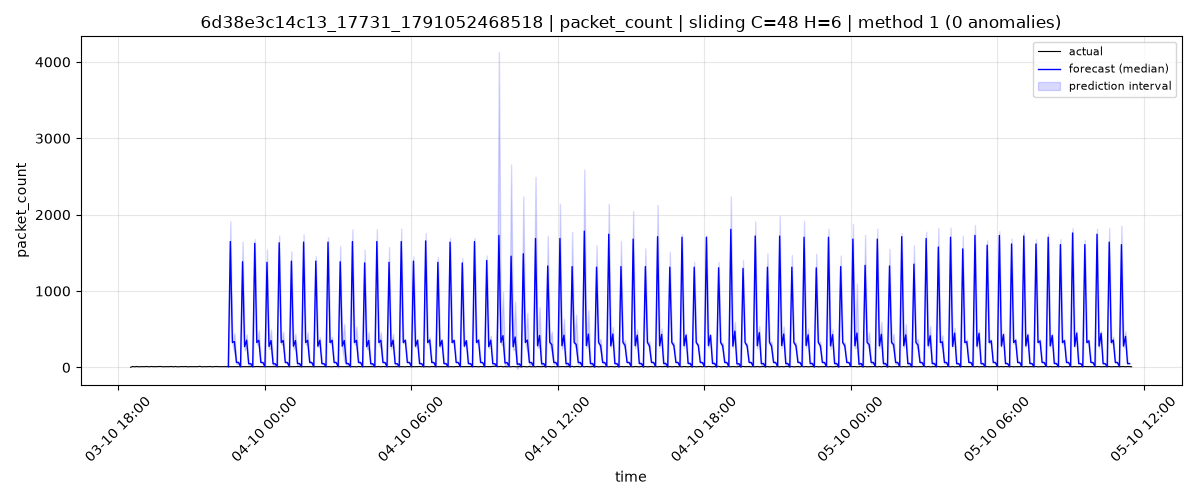 6d38e3c14c13_17731_1791052468518 | packet_count | sliding C=48 H=6 | method 1 (0 anomalies)
actual
forecast (median)
prediction interval
packet_count
4000
3000
2000
1000
0
03-10 18:00
04-10 00:00
04-10 06:00
04-10 12:00
04-10 18:00
05-10 00:00
05-10 06:00
05-10 12:00
time